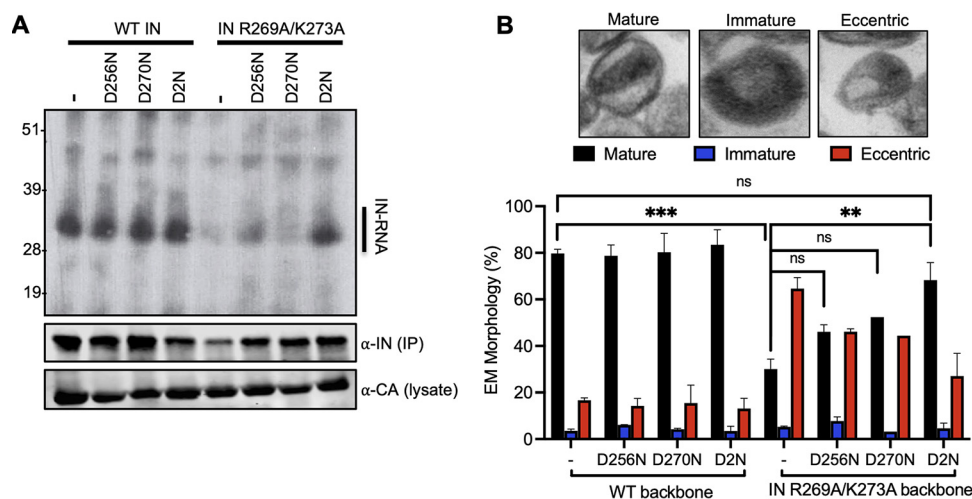 A
WT IN
IN R269A/K273A
-
D256N
D270N
D2N
-
D256N
D270N
D2N
51
39
28
19
IN-RNA
α-IN (IP)
α-CA (lysate)
B
Mature
Immature
Eccentric
Mature
Immature
Eccentric
ns
***
**
ns
ns
EM Morphology (%)
100
80
60
40
20
0
- D256N D270N D2N - D256N D270N D2N
WT backbone
IN R269A/K273A backbone